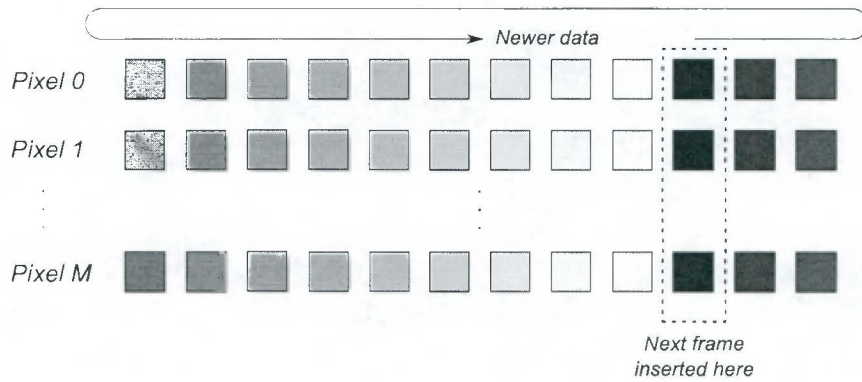 Newer data
Pixel 0
Pixel 1
Pixel M
Next frame
inserted here